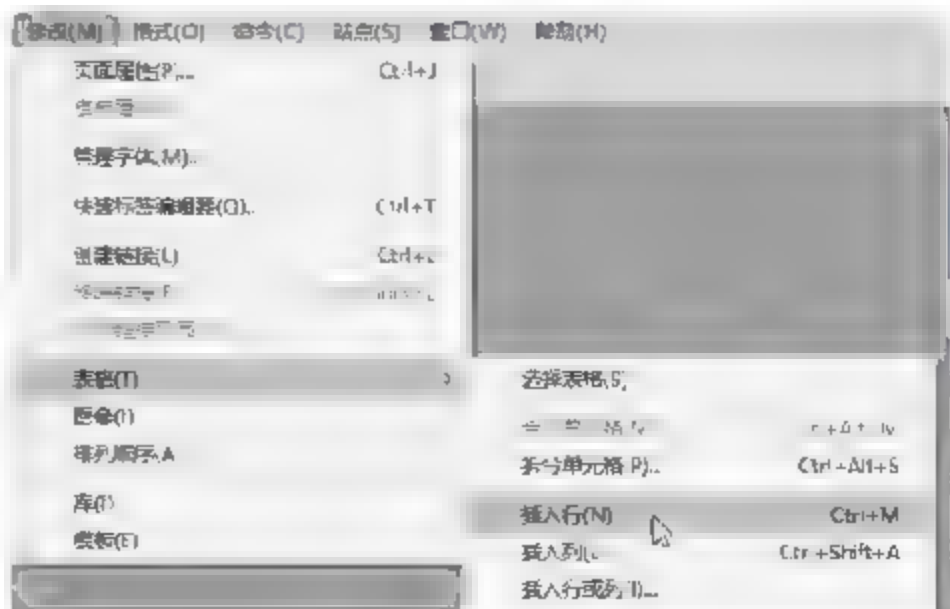 修改(M) 格式(O) 命令(C) 站点(S) 窗口(W) 帮助(H)
页面属性(P)... Ctrl+J
管理字体(M)...
快速标签编辑器(Q)... Ctrl+T
创建链接(L) Ctrl+L
表格(T)
选择表格(S)
图像(I)
排列顺序(A)
拆分单元格(P)... Ctrl+Alt+S
库(I)
插入行(N) Ctrl+M
模板(E)
插入列(L) Ctrl+Shift+A
插入行或列(I)...